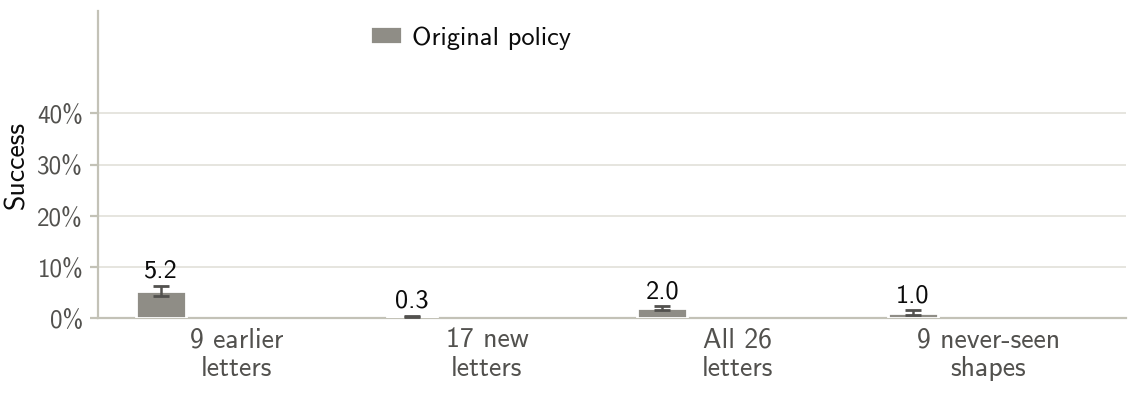 Original policy
Success
40%
30%
20%
10%
0%
5.2
0.3
2.0
1.0
9 earlier
letters
17 new
letters
All 26
letters
9 never-seen
shapes